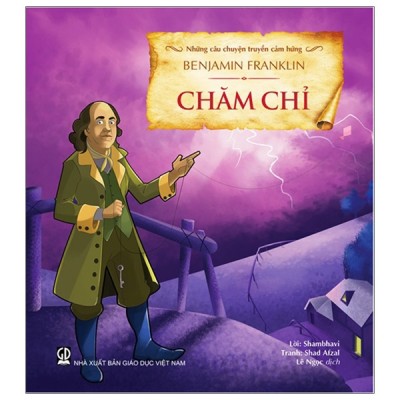 Những câu chuyện truyền cảm hứng
BENJAMIN FRANKLIN
CHĂM CHỈ
Lời: Shambhavi
Tranh: Shad Afzal
Lê Ngọc dịch
GD
NHÀ XUẤT BẢN GIÁO DỤC VIỆT NAM